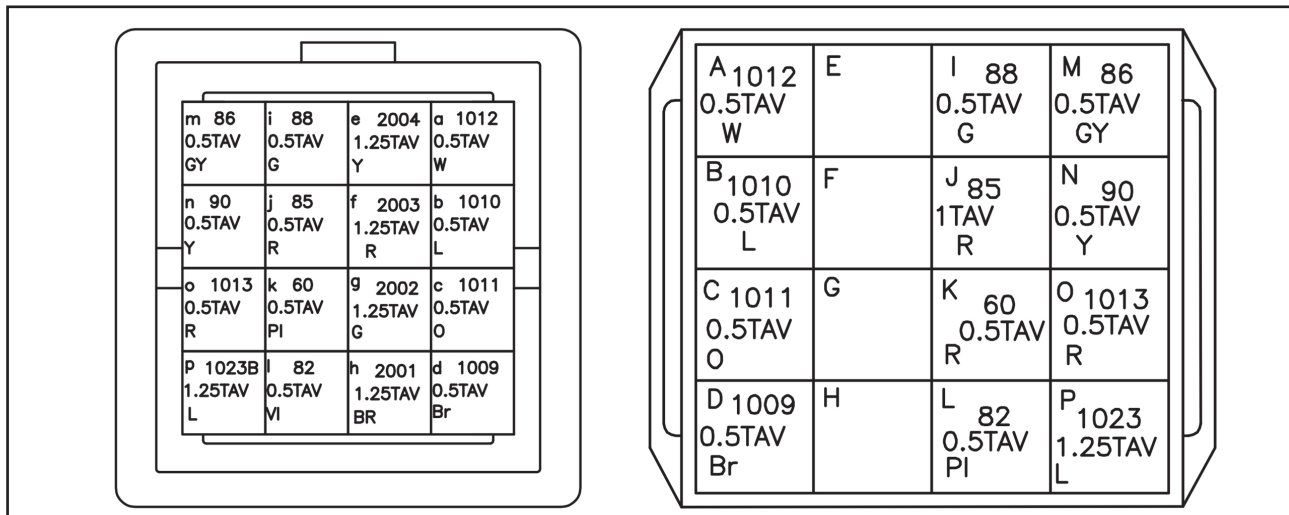 m 86
0.5TAV
GY
i 88
0.5TAV
G
e 2004
1.25TAV
Y
a 1012
0.5TAV
W
n 90
0.5TAV
Y
j 85
0.5TAV
R
f 2003
1.25TAV
R
b 1010
0.5TAV
L
o 1013
0.5TAV
R
k 60
0.5TAV
PI
g 2002
1.25TAV
G
c 1011
0.5TAV
O
P 1023B
1.25TAV
L
l 82
0.5TAV
VI
h 2001
1.25TAV
BR
d 1009
0.5TAV
Br
A 1012
0.5TAV
W
E
I 88
0.5TAV
G
M 86
0.5TAV
GY
B 1010
0.5TAV
L
F
J 85
1TAV
R
N 90
0.5TAV
Y
C 1011
0.5TAV
O
G
K 60
0.5TAV
R
O 1013
0.5TAV
R
D 1009
0.5TAV
Br
H
L 82
0.5TAV
PI
P 1023
1.25TAV
L